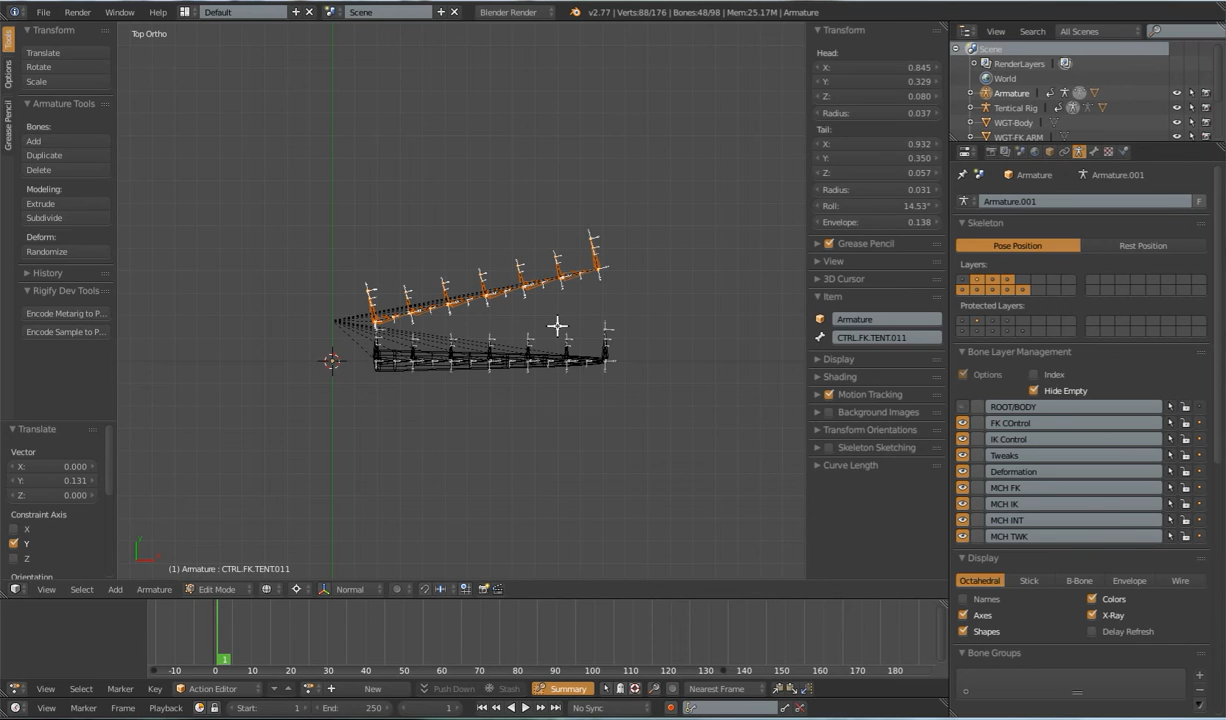 File Render Window Help Default Scene Blender Render v2.77 | Verts:88/176 | Bones:48/98 | Mem:25.17M | Armature
Tools
Options
Grease Pencil
Transform
Translate
Rotate
Scale
Armature Tools
Bones:
Add
Duplicate
Delete
Modeling:
Extrude
Subdivide
Deform:
Randomize
History
Rigify Dev Tools
Encode Metarig to P...
Encode Sample to P...
Translate
Vector
X: 0.000
Y: 0.131
Z: 0.000
Constraint Axis
X
Y
Z
Orientation
Top Ortho
(1) Armature : CTRL.FK.TENT.011
View Select Add Armature Edit Mode Normal
Transform
Head:
X: 0.845
Y: 0.329
Z: 0.080
Radius: 0.037
Tail:
X: 0.932
Y: 0.350
Z: 0.057
Radius: 0.031
Roll: 14.53°
Envelope: 0.138
Grease Pencil
View
3D Cursor
Item
Armature
CTRL.FK.TENT.011
Display
Shading
Motion Tracking
Background Images
Transform Orientations
Skeleton Sketching
Curve Length
View Search All Scenes
Scene
RenderLayers
World
Armature
Tentical Rig
WGT-Body
WGT-FK ARM
Armature Armature.001
Armature.001 F
Skeleton
Pose Position Rest Position
Layers:
Protected Layers:
Bone Layer Management
Options Index
Hide Empty
ROOT/BODY
FK COntrol
IK Control
Tweaks
Deformation
MCH FK
MCH IK
MCH INT
MCH TWK
Display
Octahedral Stick B-Bone Envelope Wire
Names Colors
Axes X-Ray
Shapes Delay Refresh
Bone Groups
1
-10 0 10 20 30 40 50 60 70 80 90 100 110 120 130 140 150 160 170 180
View Select Marker Key Action Editor New Push Down Stash Summary Nearest Frame
View Marker Frame Playback Start: 1 End: 250 1 No Sync